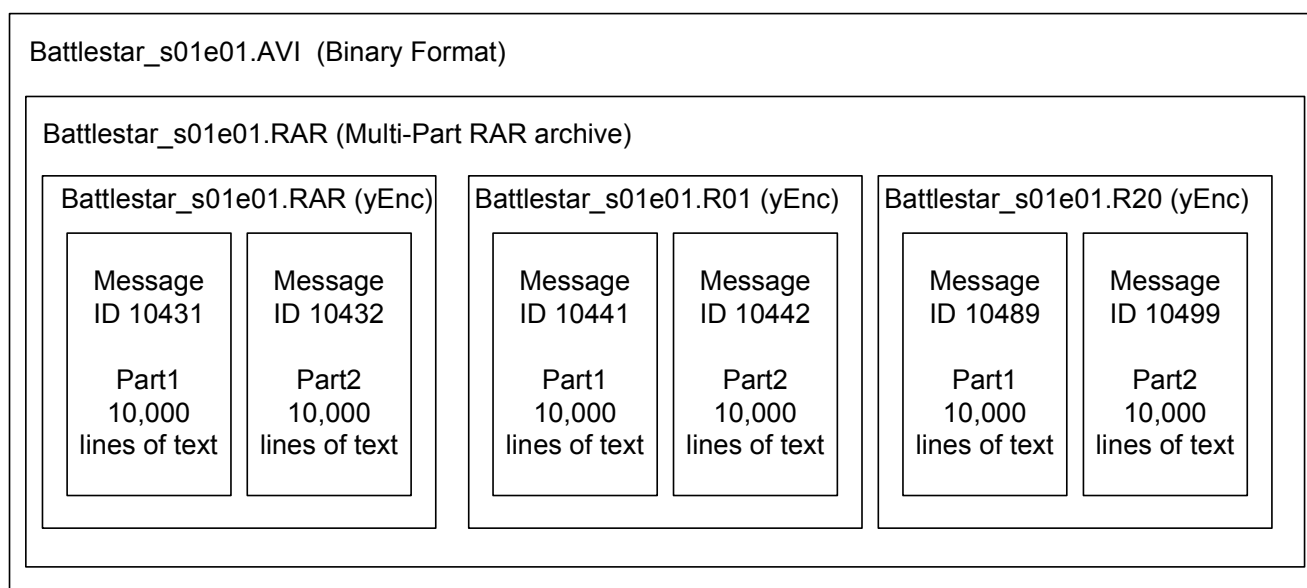 Battlestar_s01e01.AVI  (Binary Format)
Battlestar_s01e01.RAR (Multi-Part RAR archive)
Battlestar_s01e01.RAR (yEnc)
Message
ID 10431
Part1
10,000
lines of text
Message
ID 10432
Part2
10,000
lines of text
Battlestar_s01e01.R01 (yEnc)
Message
ID 10441
Part1
10,000
lines of text
Message
ID 10442
Part2
10,000
lines of text
Battlestar_s01e01.R20 (yEnc)
Message
ID 10489
Part1
10,000
lines of text
Message
ID 10499
Part2
10,000
lines of text